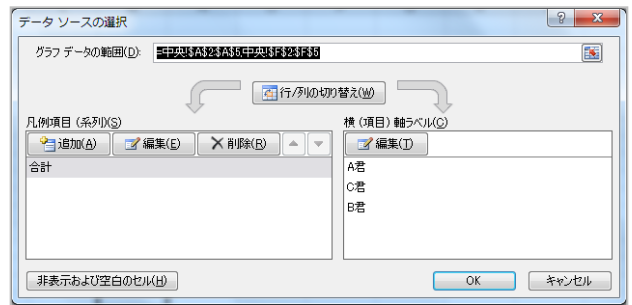 データ ソースの選択
グラフ データの範囲(D): =中央!$A$2:$A$5,中央!$F$2:$F$5
行/列の切り替え(W)
凡例項目 (系列)(S)
追加(A) 編集(E) 削除(R)
合計
横 (項目) 軸ラベル(C)
編集(T)
A君
C君
B君
非表示および空白のセル(H)
OK キャンセル